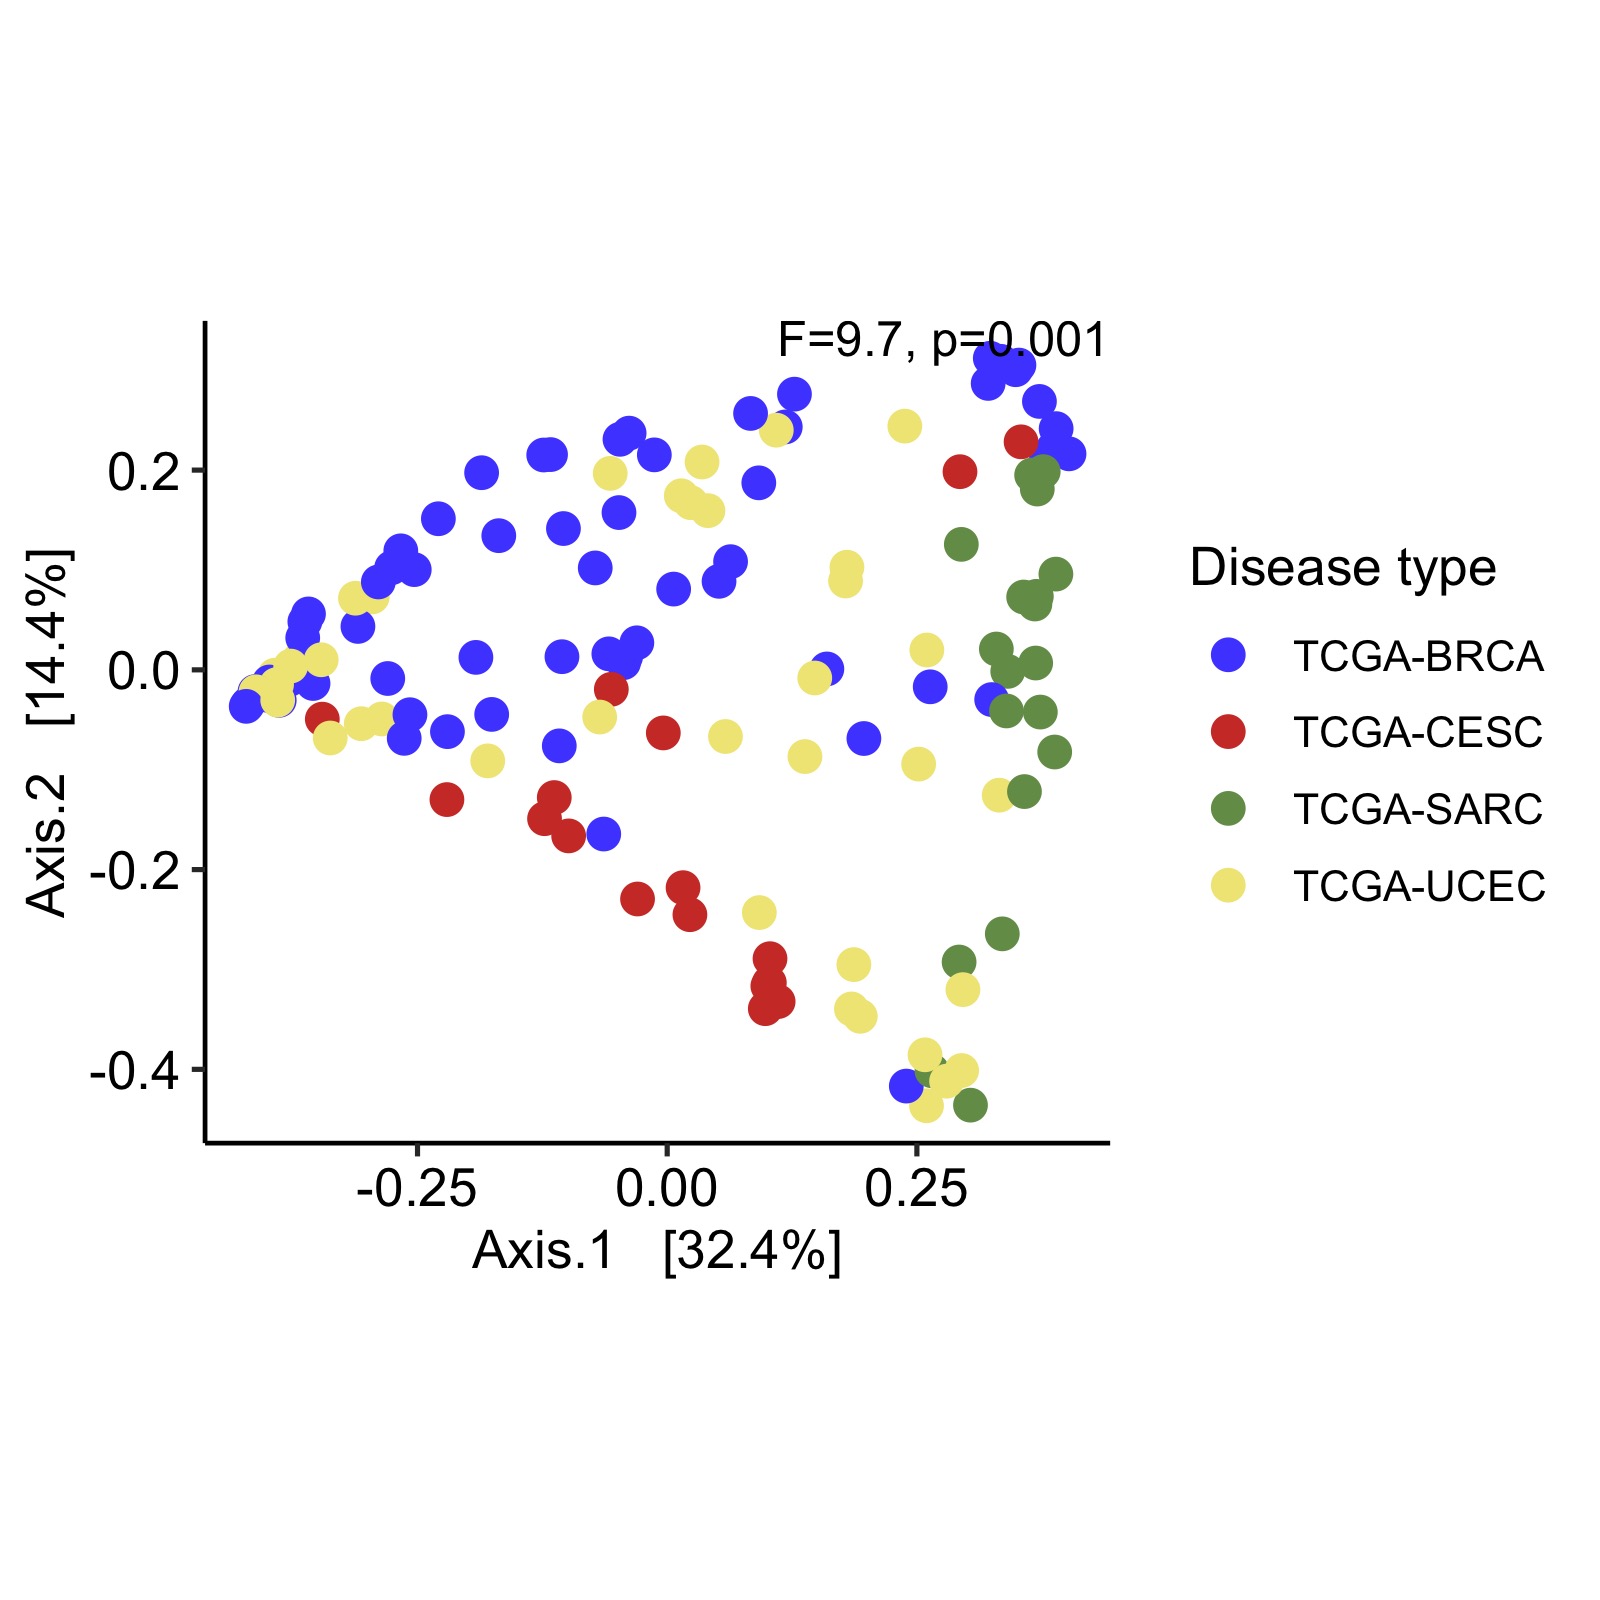 F=9.7, p=0.001
0.2
0.0
-0.2
-0.4
Axis.2 [14.4%]
-0.25 0.00 0.25
Axis.1 [32.4%]
Disease type
TCGA-BRCA
TCGA-CESC
TCGA-SARC
TCGA-UCEC